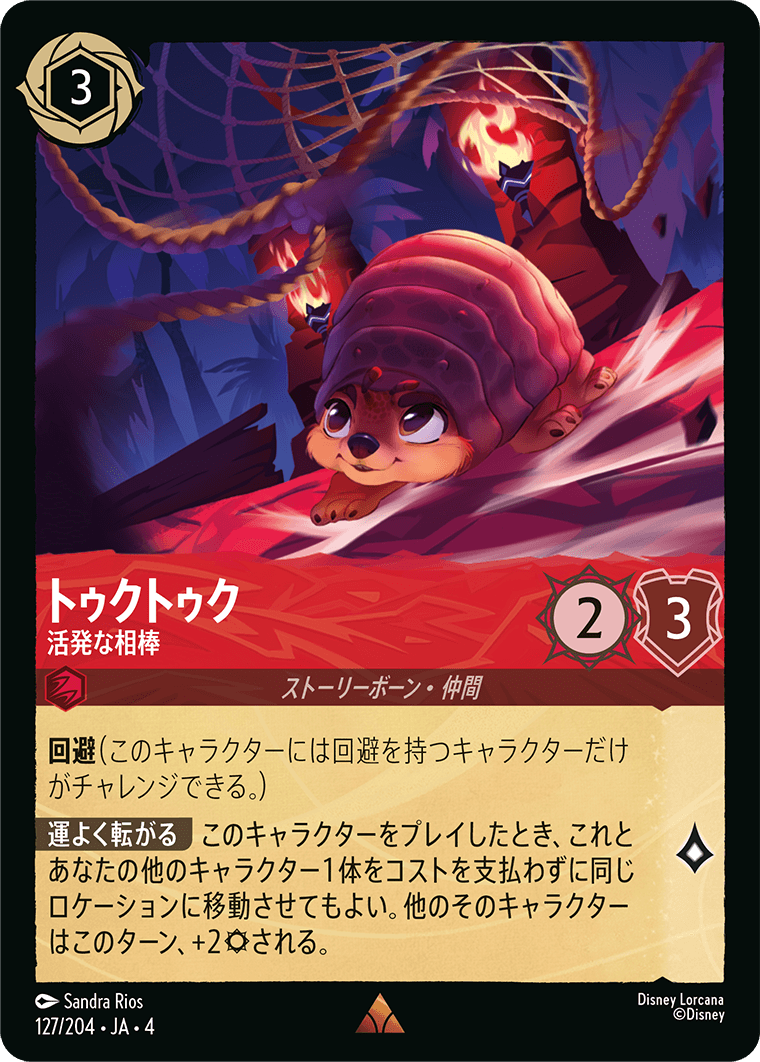 3
トゥクトゥク
活発な相棒
2
3
ストーリーボーン・仲間
回避(このキャラクターには回避を持つキャラクターだけ
がチャレンジできる。)
運よく転がる このキャラクターをプレイしたとき、これと
あなたの他のキャラクター1体をコストを支払わずに同じ
ロケーションに移動させてもよい。他のそのキャラクター
はこのターン、+2される。
Sandra Rios
127/204・JA・4
Disney Lorcana
©Disney